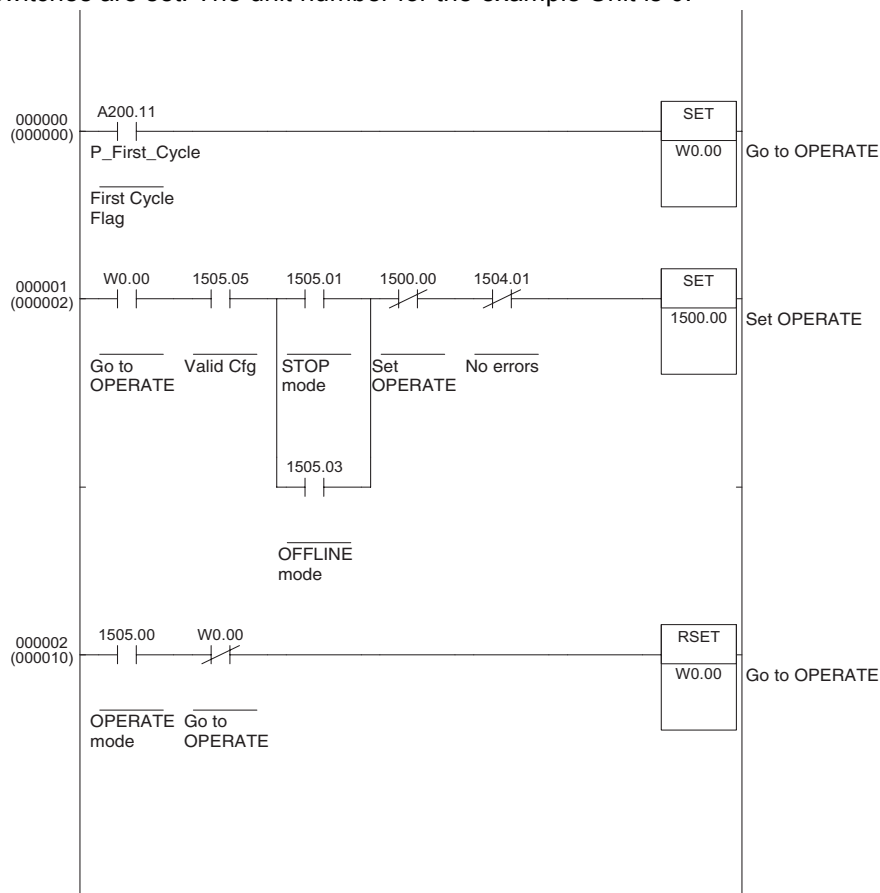 switches are set. The unit number for the example Unit is 0.
A200.11
SET
000000
(000000)
P_First_Cycle
W0.00
Go to OPERATE
First Cycle
Flag
W0.00 1505.05 1505.01 1500.00 1504.01
SET
000001
(000002)
1500.00
Set OPERATE
Go to
OPERATE
Valid Cfg
STOP
mode
Set
OPERATE
No errors
1505.03
OFFLINE
mode
1505.00 W0.00
RSET
000002
(000010)
W0.00
Go to OPERATE
OPERATE
mode
Go to
OPERATE